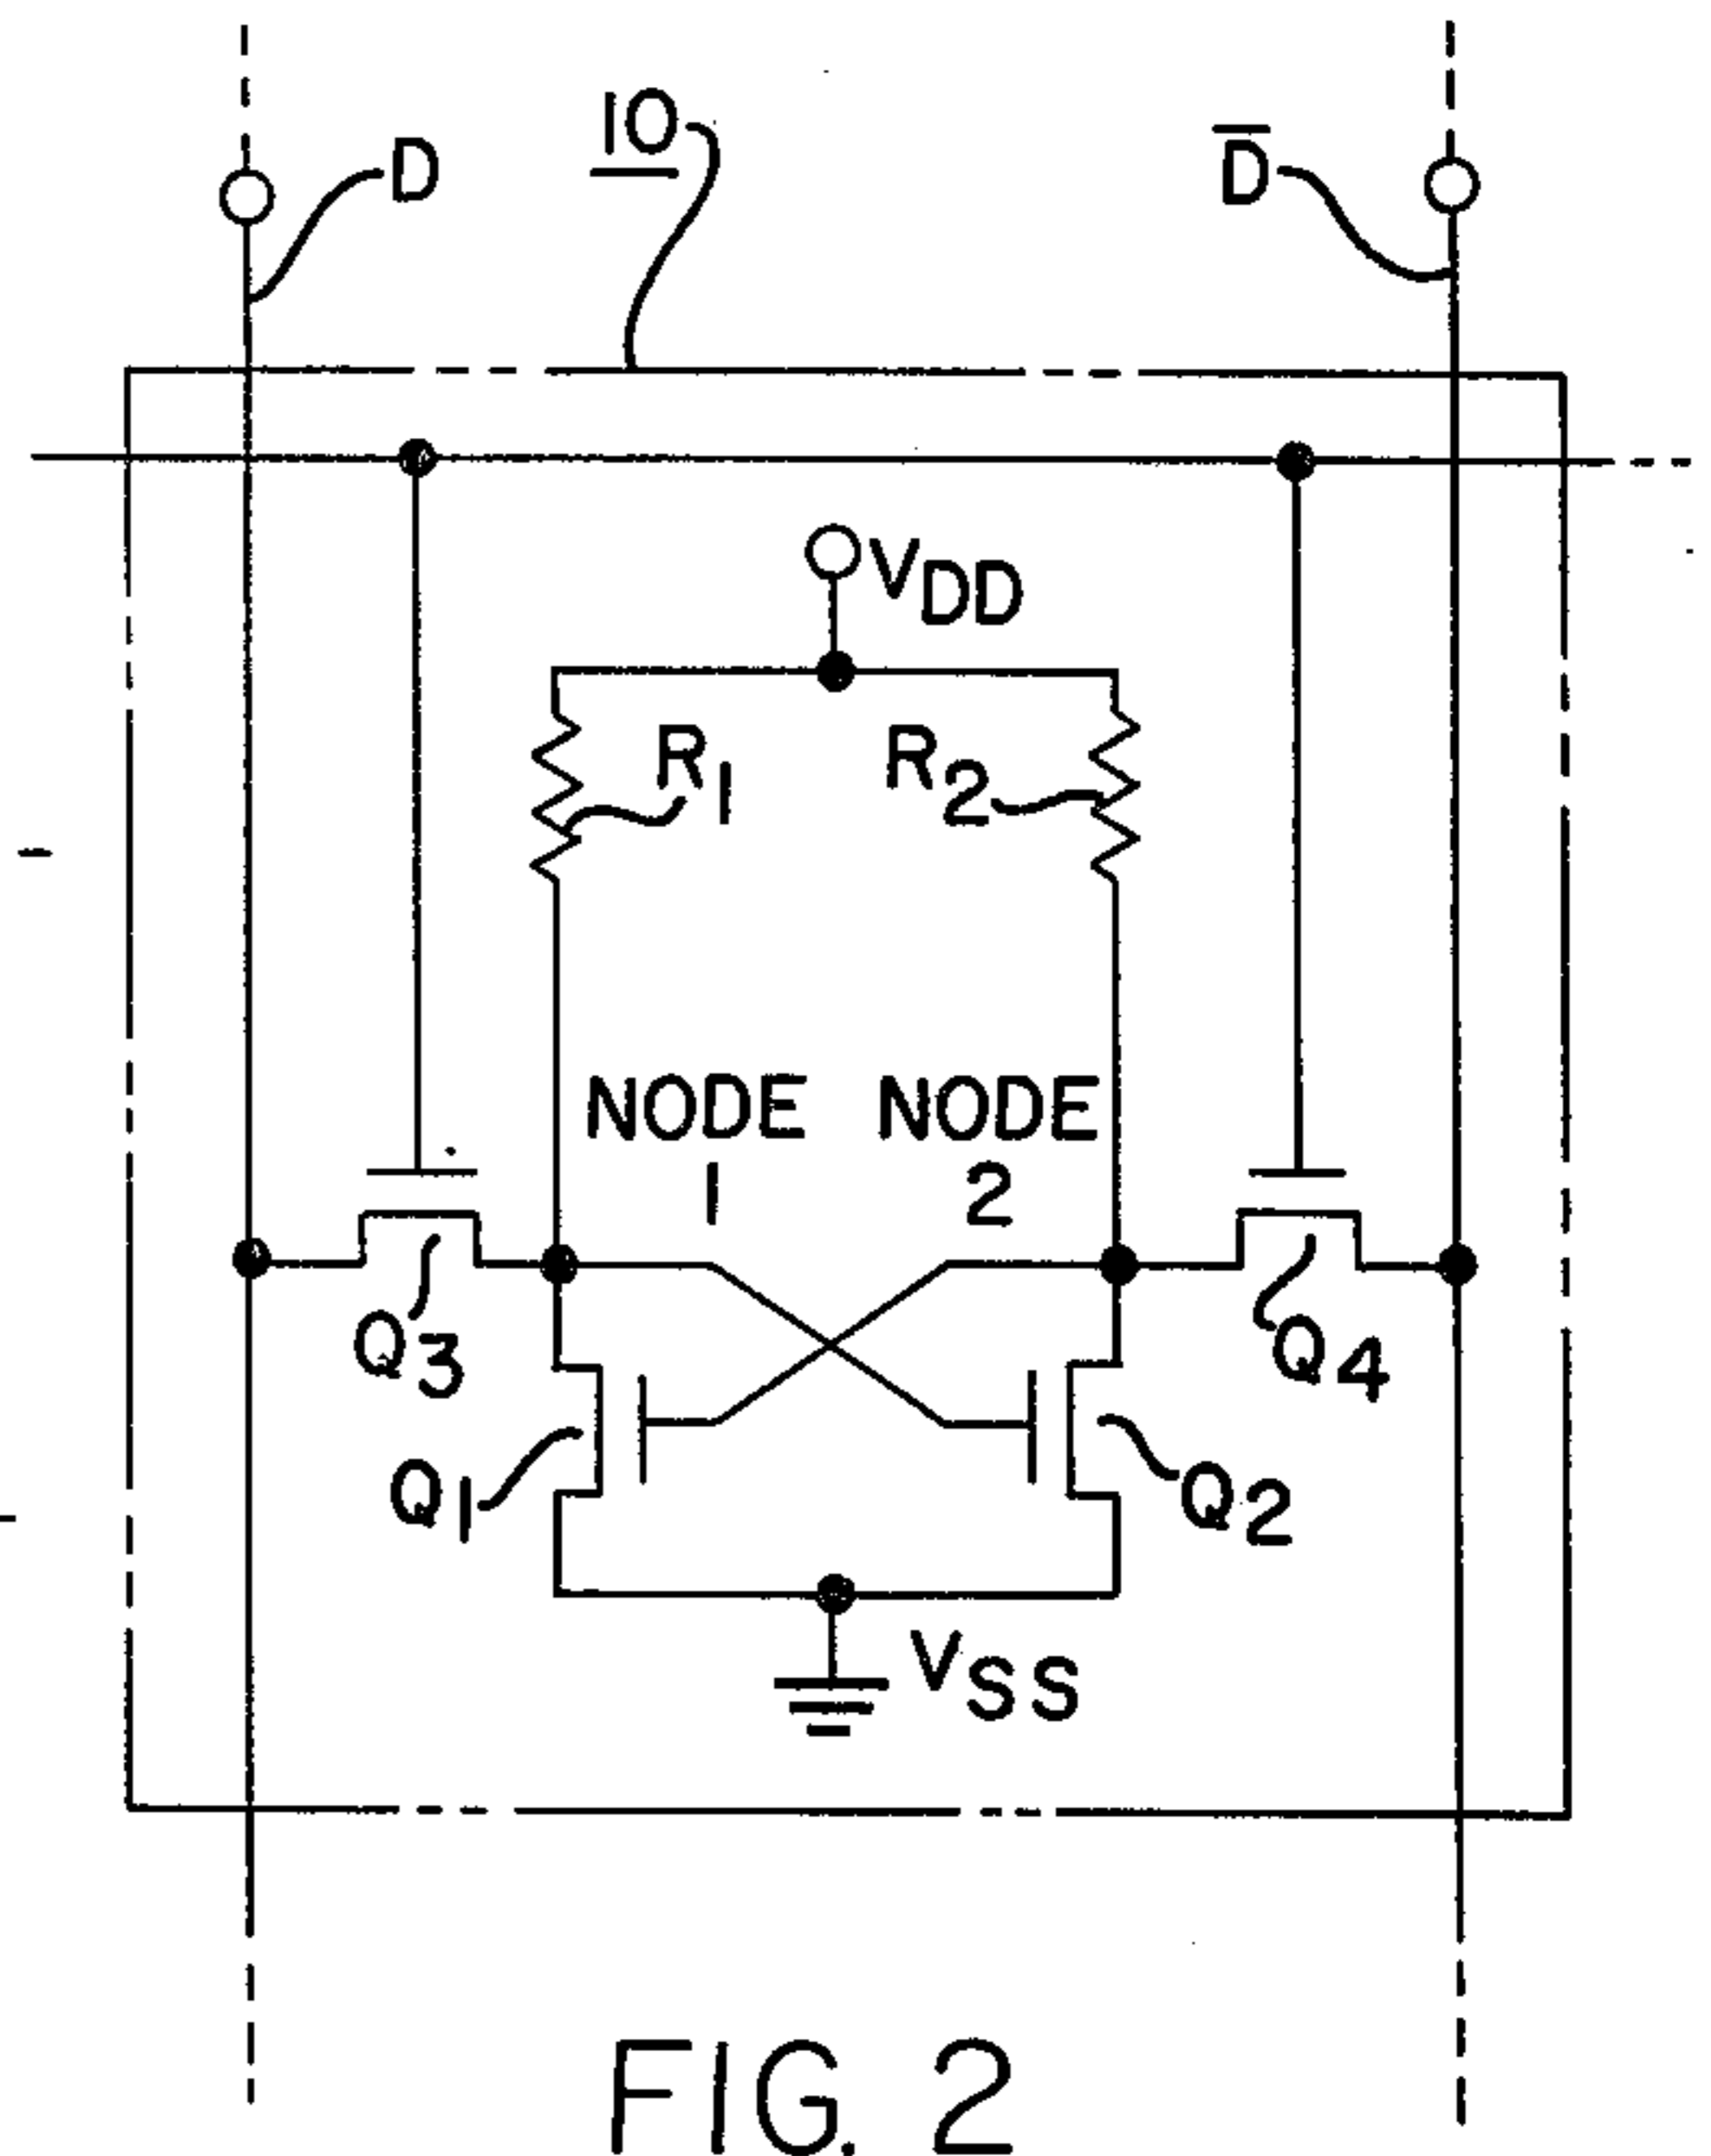 10
D
D̅
VDD
R1 R2
NODE NODE
1 2
Q3 Q4
Q1 Q2
VSS
FIG. 2